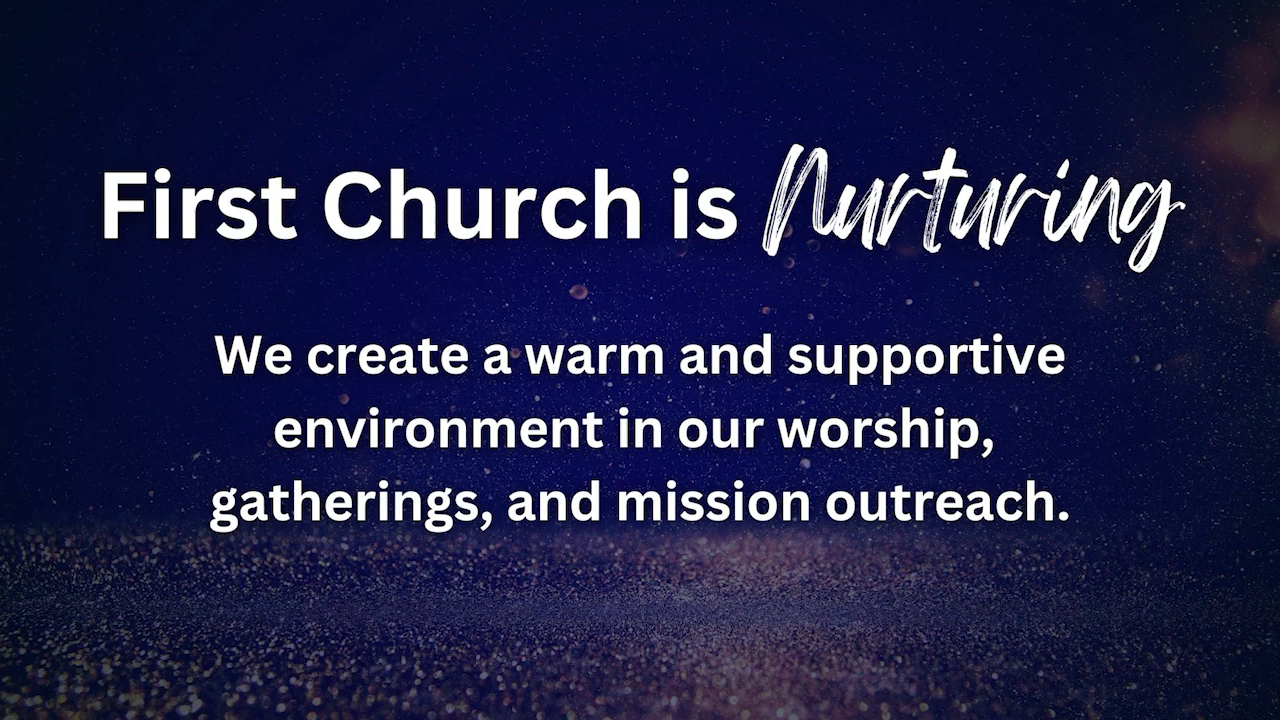 First Church is Nurturing
We create a warm and supportive
environment in our worship,
gatherings, and mission outreach.